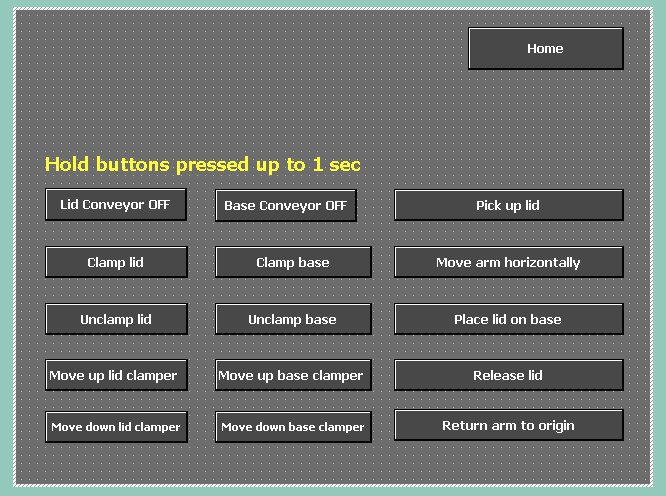 Home
Hold buttons pressed up to 1 sec
Lid Conveyor OFF
Base Conveyor OFF
Pick up lid
Clamp lid
Clamp base
Move arm horizontally
Unclamp lid
Unclamp base
Place lid on base
Move up lid clamper
Move up base clamper
Release lid
Move down lid clamper
Move down base clamper
Return arm to origin